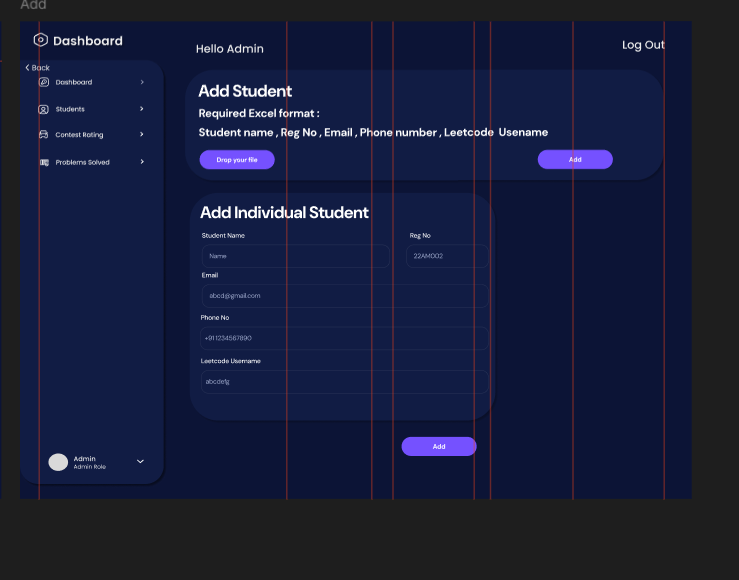 Add
Dashboard
Hello Admin
Log Out
Back
Dashboard
Students
Contest Rating
Problems Solved
Admin
Admin Role
Add Student
Required Excel format :
Student name , Reg No , Email , Phone number , Leetcode Usename
Drop your file
Add
Add Individual Student
Student Name
Reg No
Name
22AM002
Email
abcd@gmail.com
Phone No
+91 1234567890
Leetcode Username
abcdefg
Add